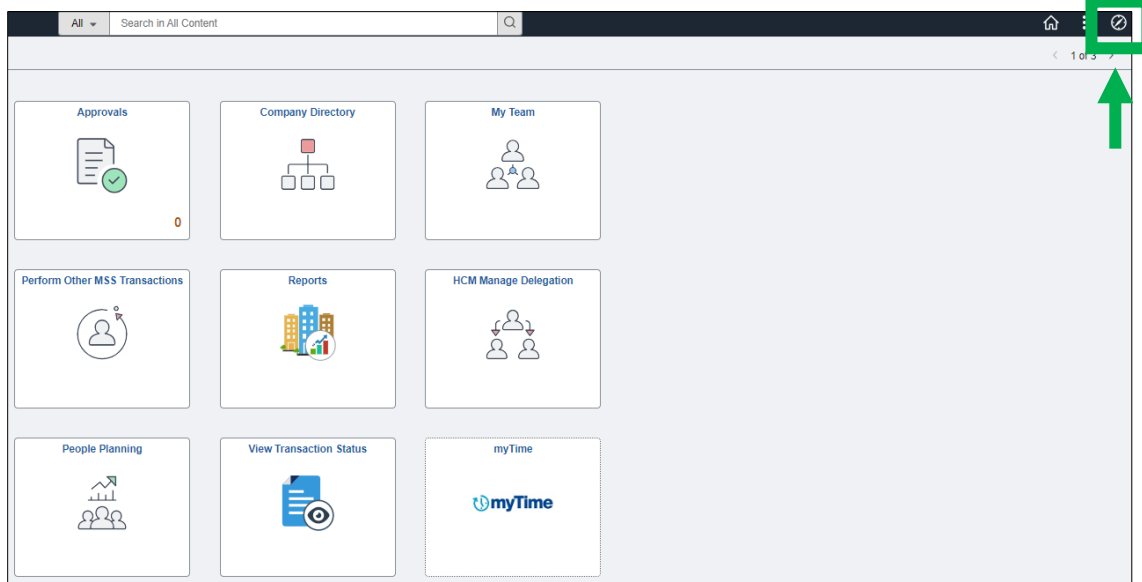 All
Search in All Content
1 of 3
Approvals
Company Directory
My Team
0
Perform Other MSS Transactions
Reports
HCM Manage Delegation
People Planning
View Transaction Status
myTime
myTime